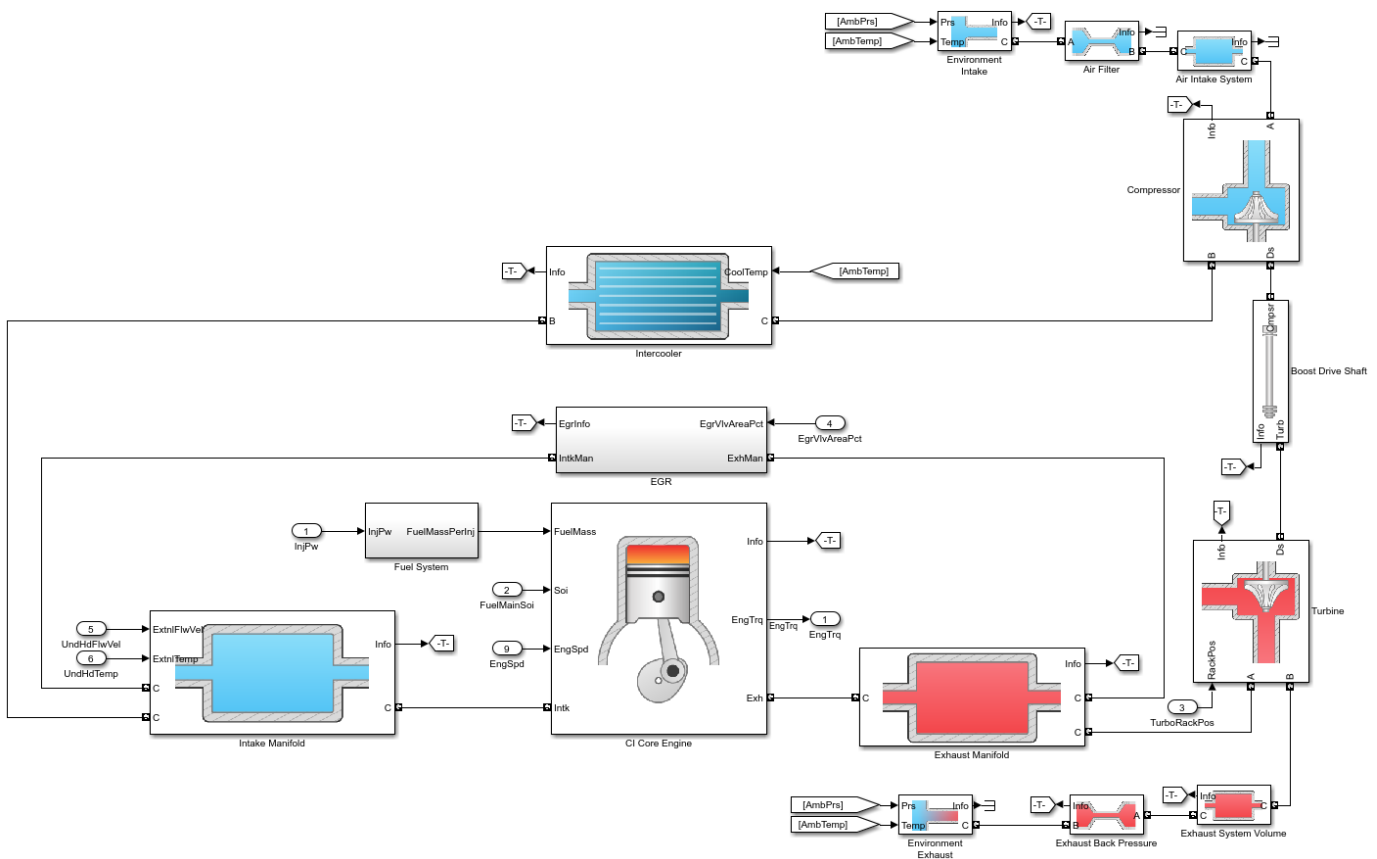 [AmbPrs]
Prs
Info
-T-
[AmbTemp]
Temp
C
A
Info
B
C
Info
C
Environment
Intake
Air Filter
Air Intake System
-T-
Info
A
Compressor
B
Ds
-T-
Info
CoolTemp
[AmbTemp]
B
C
Intercooler
Cmpsr
Boost Drive Shaft
Info
Turb
-T-
-T-
EgrInfo
EgrVlvAreaPct
4
EgrVlvAreaPct
IntkMan
ExhMan
EGR
1
InjPw
InjPw
FuelMassPerInj
Fuel System
FuelMass
Info
-T-
2
FuelMainSoi
Soi
EngTrq
EngTrq
1
EngTrq
9
EngSpd
EngSpd
Exh
Intk
CI Core Engine
5
UndHdFlwVel
ExtnlFlwVel
6
UndHdTemp
ExtnlTemp
Info
-T-
C
C
C
Intake Manifold
Info
-T-
C
C
C
Exhaust Manifold
-T-
Info
Ds
Turbine
RackPos
A
B
3
TurboRackPos
[AmbPrs]
Prs
Info
[AmbTemp]
Temp
C
Environment
Exhaust
-T-
Info
B
A
Exhaust Back Pressure
-T-
Info
C
C
Exhaust System Volume